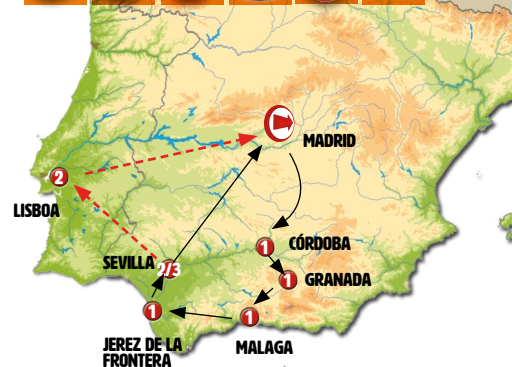 MADRID
2
LISBOA
1
CÓRDOBA
SEVILLA
2/3
1
GRANADA
1
1
JEREZ DE LA
FRONTERA
MALAGA